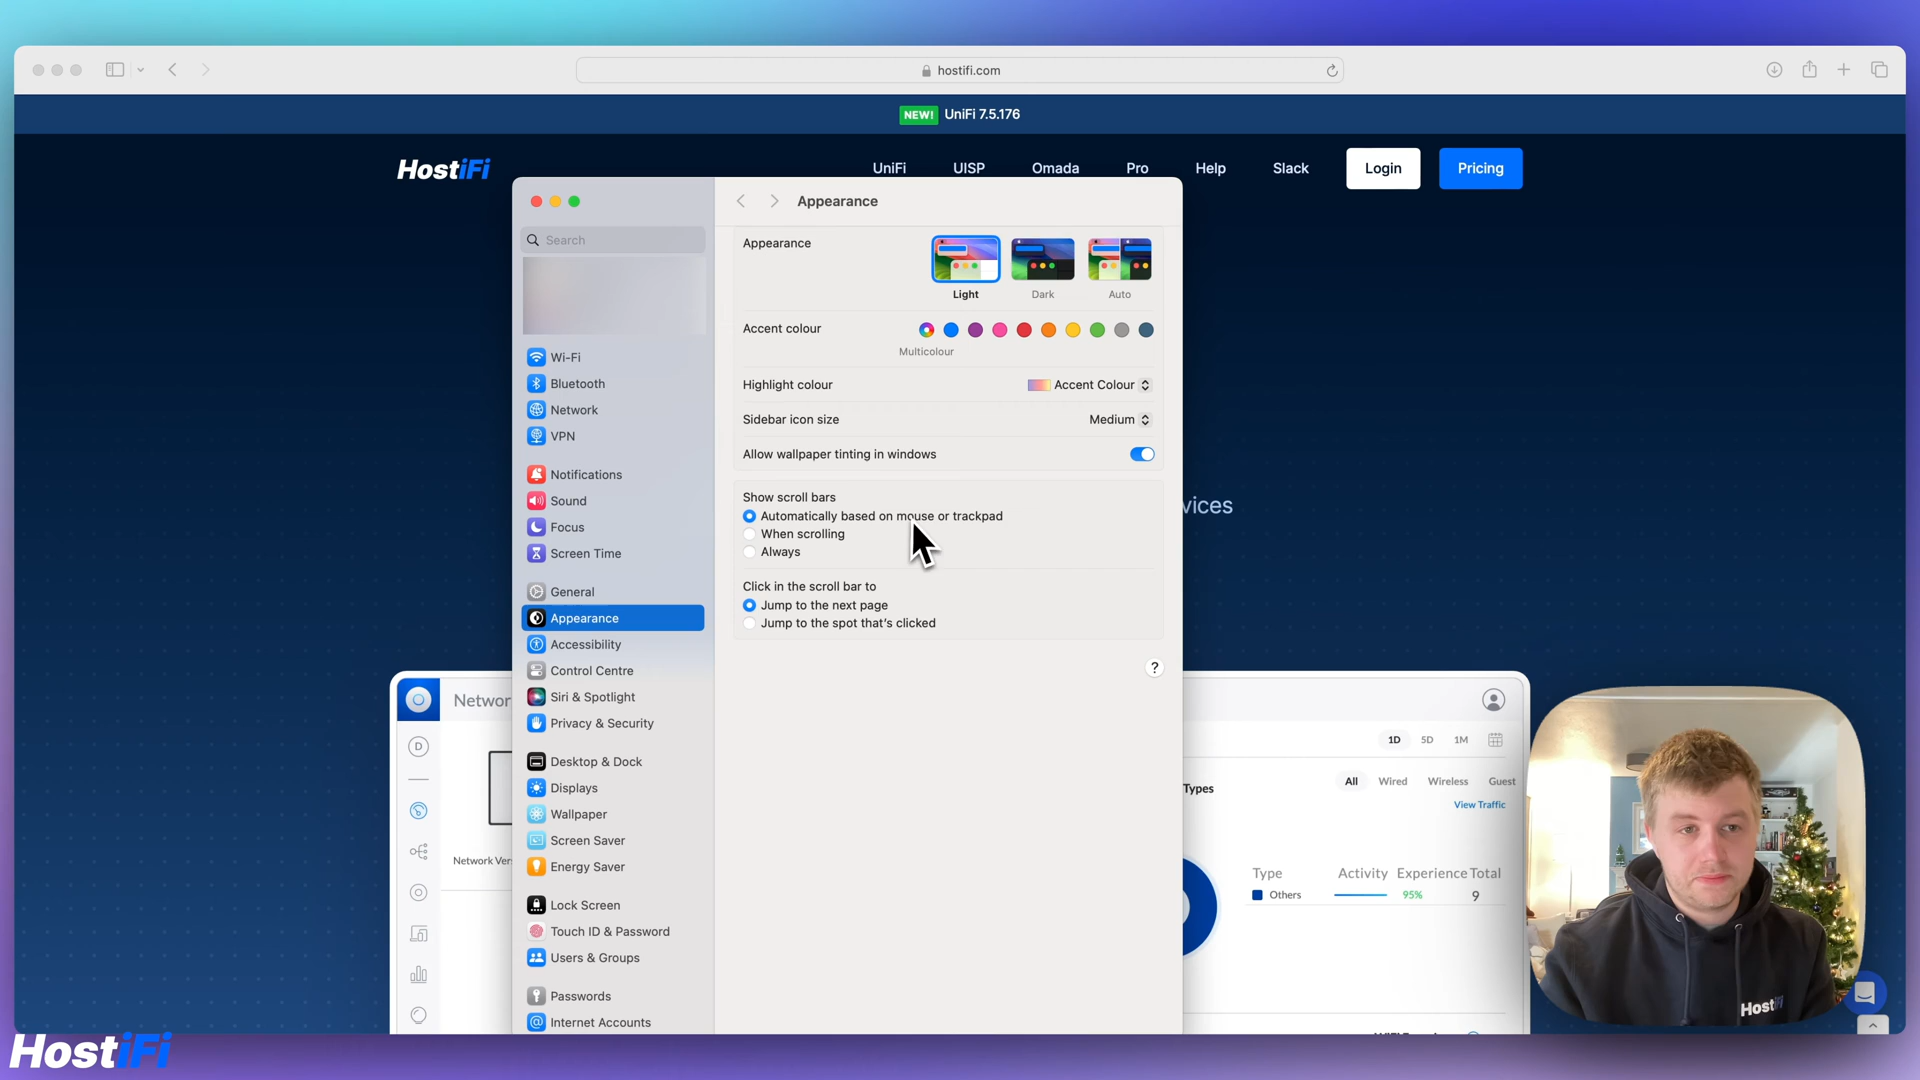 hostifi.com
NEW! UniFi 7.5.176
HostiFi
UniFi UISP Omada Pro Help Slack Login Pricing
Search
Wi-Fi
Bluetooth
Network
VPN
Notifications
Sound
Focus
Screen Time
General
Appearance
Accessibility
Control Centre
Siri & Spotlight
Privacy & Security
Desktop & Dock
Displays
Wallpaper
Screen Saver
Energy Saver
Lock Screen
Touch ID & Password
Users & Groups
Passwords
Internet Accounts
Appearance
Appearance
Light Dark Auto
Accent colour
Multicolour
Highlight colour Accent Colour
Sidebar icon size Medium
Allow wallpaper tinting in windows
Show scroll bars
Automatically based on mouse or trackpad
When scrolling
Always
Click in the scroll bar to
Jump to the next page
Jump to the spot that's clicked
?
vices
Networ
D
Network Ver
1D 5D 1M
Types
All Wired Wireless Guest
View Traffic
Type Activity Experience Total
Others 95% 9
HostiFi
HostiFi